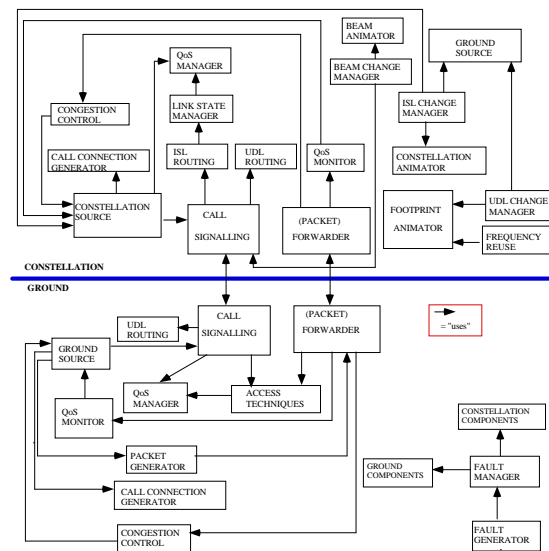 BEAM
ANIMATOR
GROUND
SOURCE
QoS
MANAGER
BEAM CHANGE
MANAGER
CONGESTION
CONTROL
LINK STATE
MANAGER
ISL CHANGE
MANAGER
CALL CONNECTION
GENERATOR
ISL
ROUTING
UDL
ROUTING
QoS
MONITOR
CONSTELLATION
ANIMATOR
CONSTELLATION
SOURCE
CALL
SIGNALLING
(PACKET)
FORWARDER
FOOTPRINT
ANIMATOR
UDL CHANGE
MANAGER
FREQUENCY
REUSE
CONSTELLATION
GROUND
UDL
ROUTING
CALL
SIGNALLING
(PACKET)
FORWARDER
= "uses"
GROUND
SOURCE
QoS
MANAGER
ACCESS
TECHNIQUES
QoS
MONITOR
CONSTELLATION
COMPONENTS
PACKET
GENERATOR
GROUND
COMPONENTS
FAULT
MANAGER
CALL CONNECTION
GENERATOR
CONGESTION
CONTROL
FAULT
GENERATOR